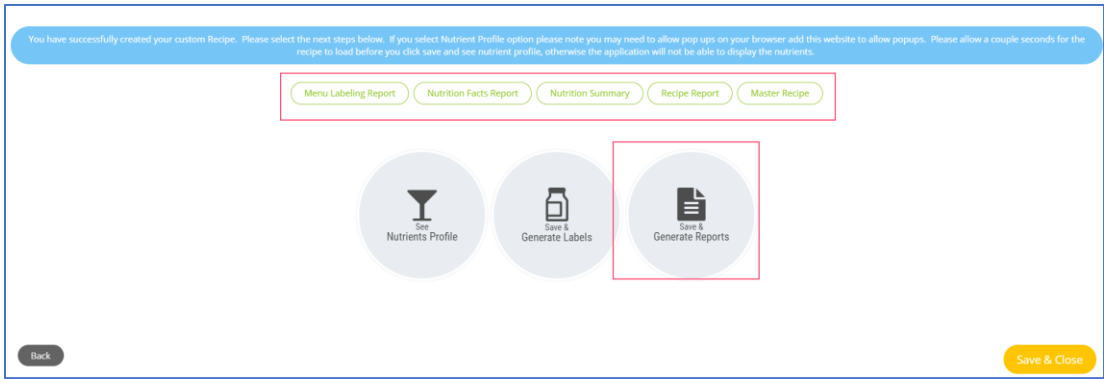 You have successfully created your custom Recipe. Please select the next steps below. If you select Nutrient Profile option please note you may need to allow pop ups on your browser add this website to allow popups. Please allow a couple seconds for the
recipe to load before you click save and see nutrient profile, otherwise the application will not be able to display the nutrients.
Menu Labeling Report Nutrition Facts Report Nutrition Summary Recipe Report Master Recipe
See
Nutrients Profile
Save &
Generate Labels
Save &
Generate Reports
Back
Save & Close